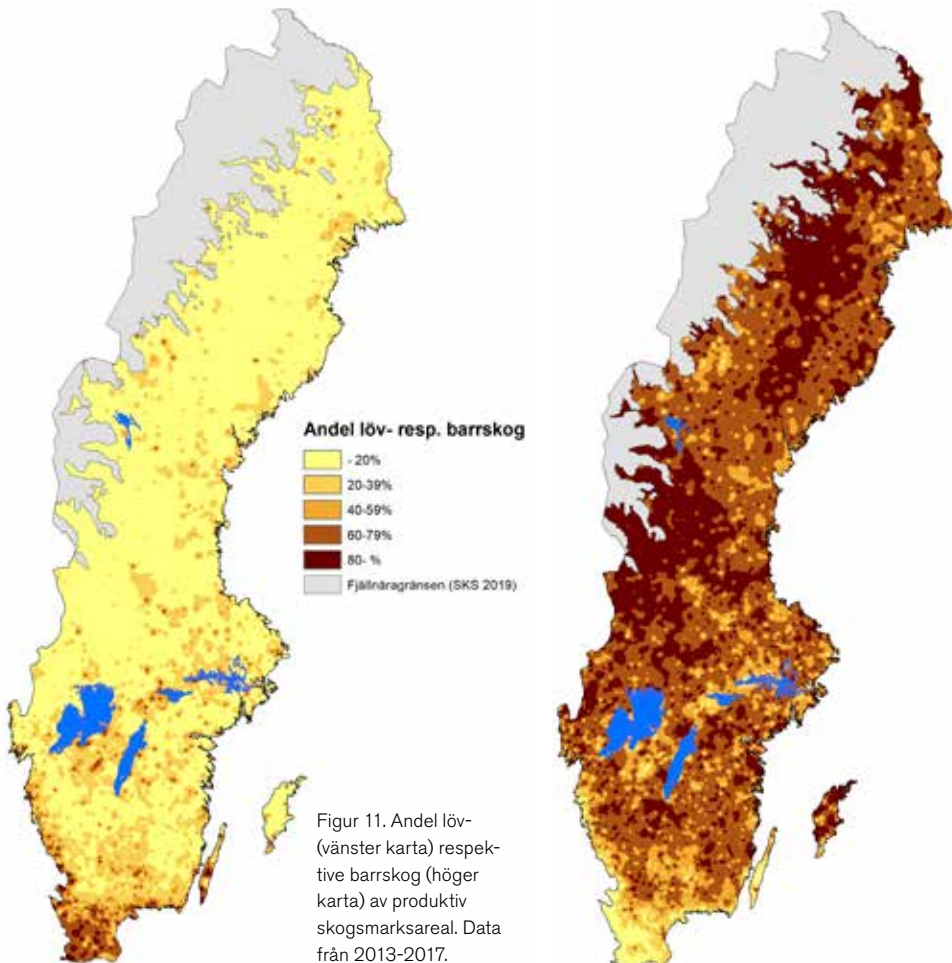 Andel löv- resp. barrskog
- 20%
20-39%
40-59%
60-79%
80- %
Fjällnäragränsen (SKS 2019)
Figur 11. Andel löv-
(vänster karta) respek-
tive barrskog (höger
karta) av produktiv
skogsmarksareal. Data
från 2013-2017.